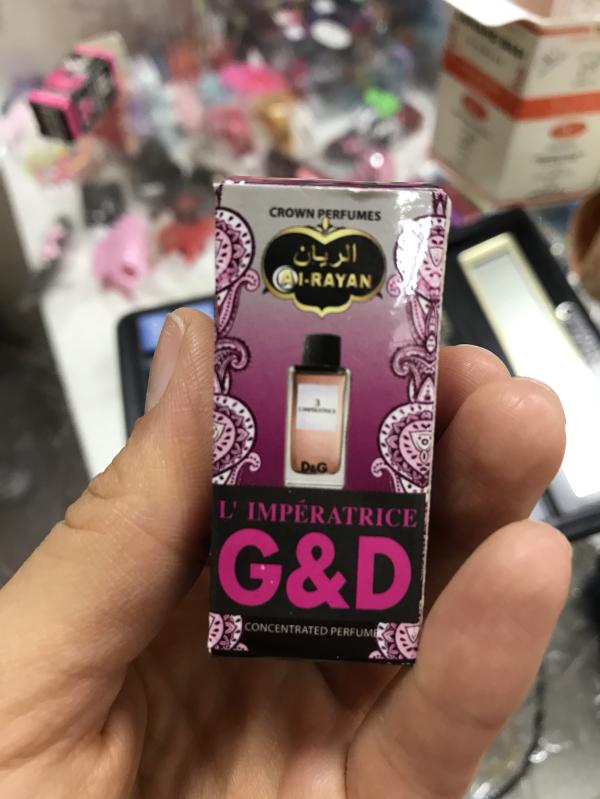 CROWN PERFUMES
الريان
Al-RAYAN
3
L'IMPÉRATRICE
D&G
L' IMPÉRATRICE
G&D
CONCENTRATED PERFUME